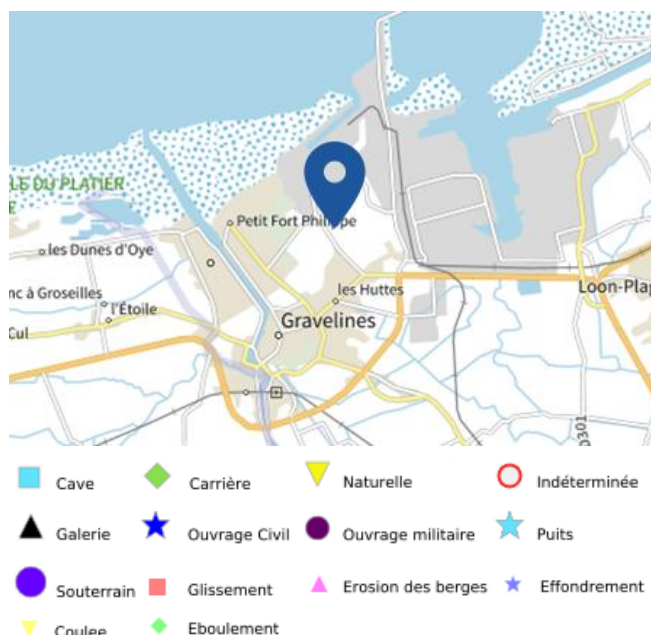 LE DU PLATIER
E
Petit Fort Philippe
les Dunes d'Oye
nc à Groseilles
les Huttes
Loon-Plag
l'Étoile
Gravelines
Cul
D301
Cave
Carrière
Naturelle
Indéterminée
Galerie
Ouvrage Civil
Ouvrage militaire
Puits
Souterrain
Glissement
Erosion des berges
Effondrement
Coulee
Eboulement